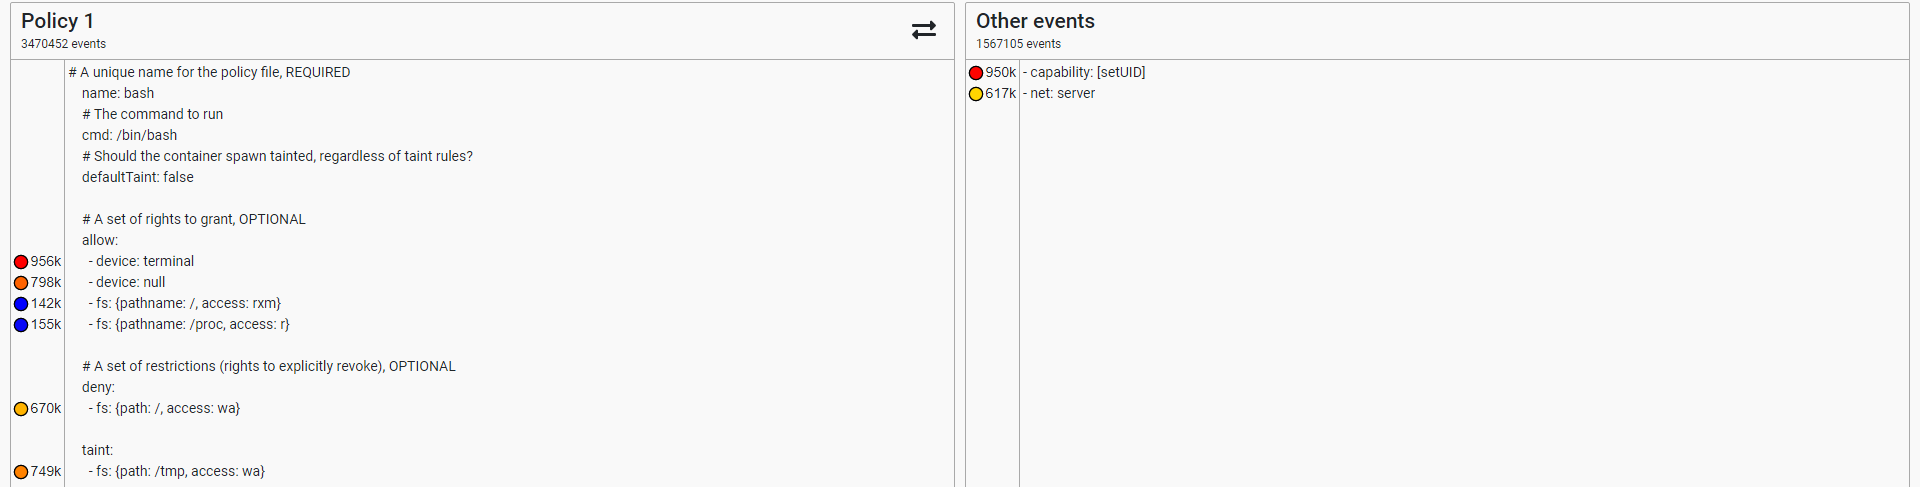 Policy 1
3470452 events
# A unique name for the policy file, REQUIRED
name: bash
# The command to run
cmd: /bin/bash
# Should the container spawn tainted, regardless of taint rules?
defaultTaint: false
# A set of rights to grant, OPTIONAL
allow:
956k - device: terminal
798k - device: null
142k - fs: {pathname: /, access: rxm}
155k - fs: {pathname: /proc, access: r}
# A set of restrictions (rights to explicitly revoke), OPTIONAL
deny:
670k - fs: {path: /, access: wa}
taint:
749k - fs: {path: /tmp, access: wa}
Other events
1567105 events
950k - capability: [setUID]
617k - net: server